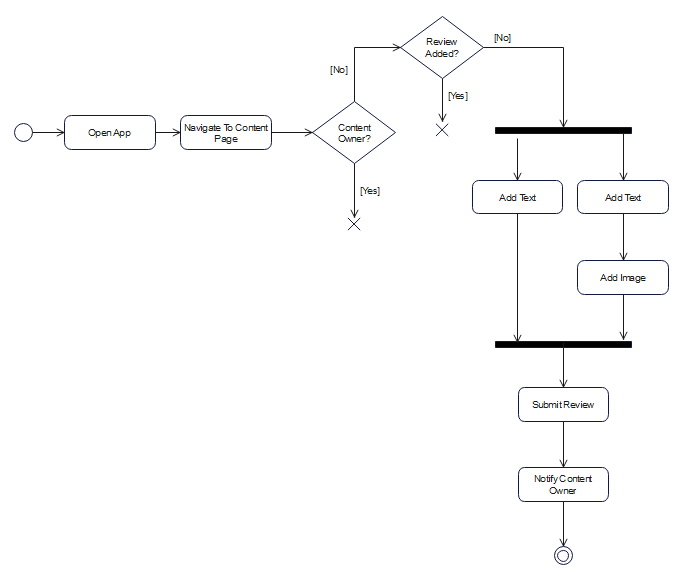 Review
Added?
[No]
[No]
[Yes]
Open App
Navigate To Content
Page
Content
Owner?
[Yes]
Add Text
Add Text
Add Image
Submit Review
Notify Content
Owner